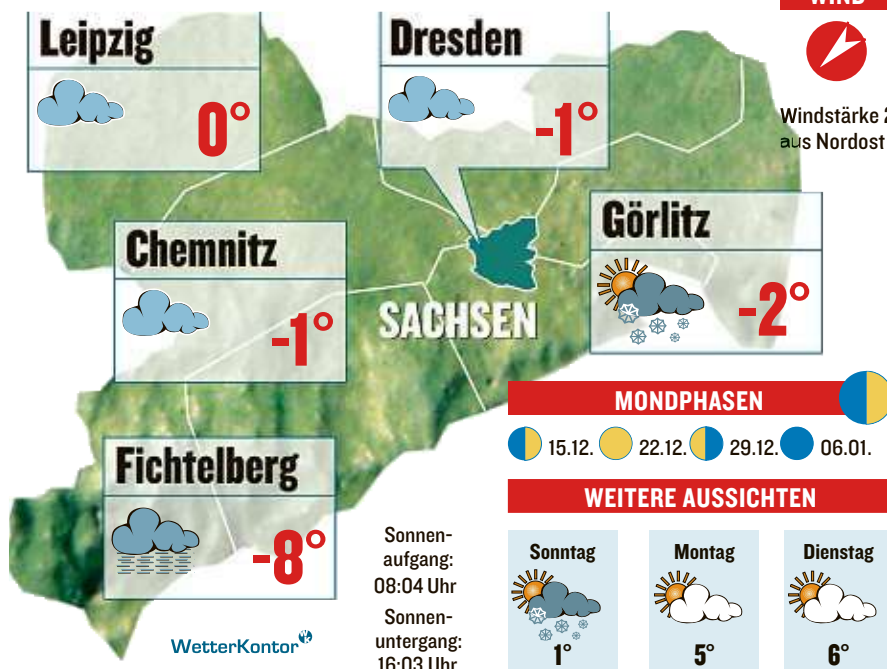 WIND
Leipzig
0°
Dresden
-1°
Windstärke 2
aus Nordost
Chemnitz
-1°
Görlitz
-2°
SACHSEN
MONDPHASEN
15.12. 22.12. 29.12. 06.01.
Fichtelberg
-8°
WEITERE AUSSICHTEN
Sonnen-
aufgang:
08:04 Uhr
Sonnen-
untergang:
16:03 Uhr
Sonntag
1°
Montag
5°
Dienstag
6°
WetterKontor